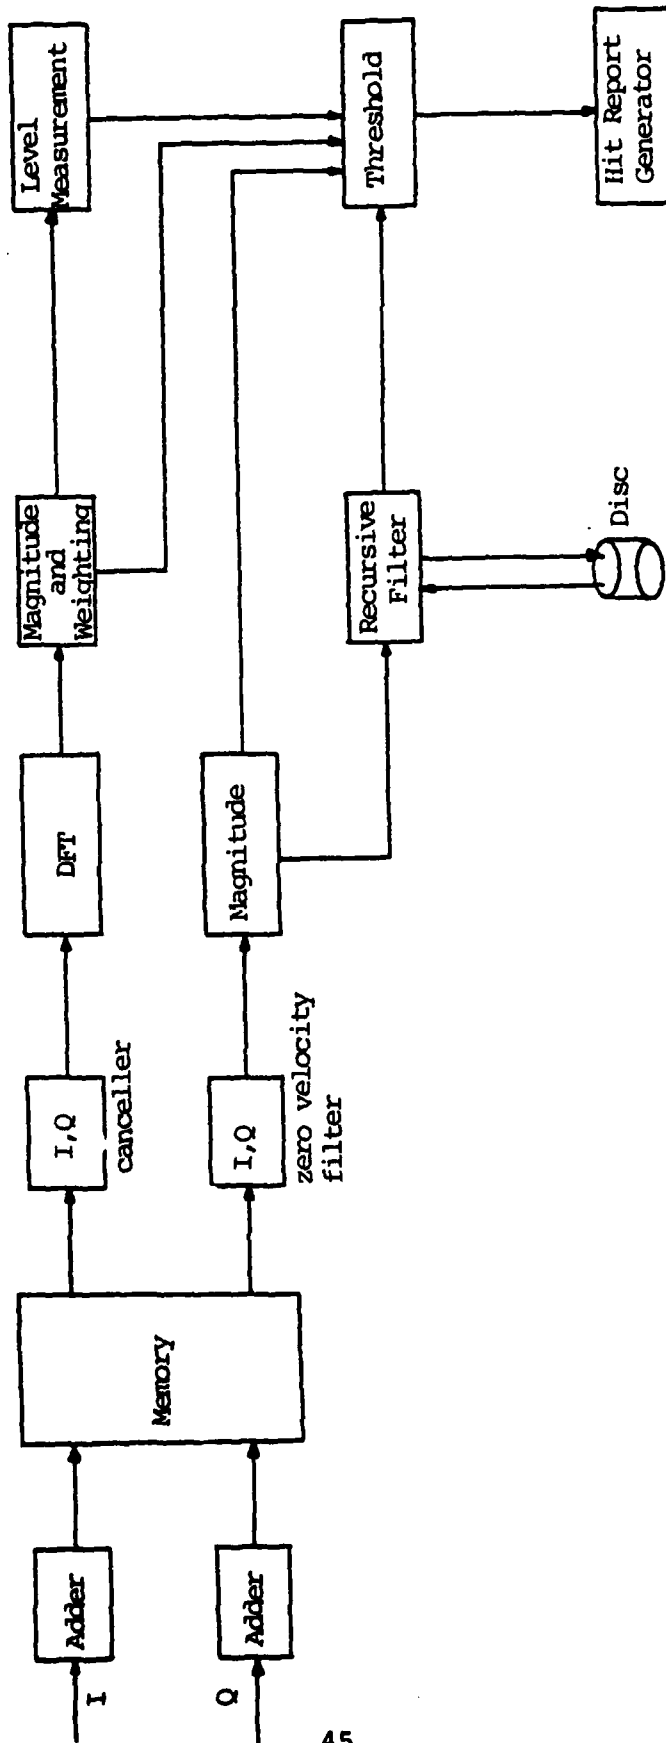 I
Adder
Q
Adder
Memory
I,Q
canceller
I,Q
zero velocity
filter
DFT
Magnitude
Magnitude
and
Weighting
Recursive
Filter
Disc
Level
Measurement
Threshold
Hit Report
Generator
45